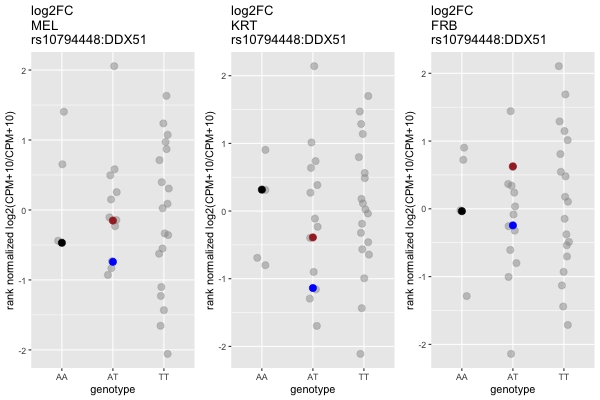 log2FC
MEL
rs10794448:DDX51
rank normalized log2(CPM+10/CPM+10)
2
1
0
-1
-2
AA
AT
TT
genotype
log2FC
KRT
rs10794448:DDX51
rank normalized log2(CPM+10/CPM+10)
2
1
0
-1
-2
AA
AT
TT
genotype
log2FC
FRB
rs10794448:DDX51
rank normalized log2(CPM+10/CPM+10)
2
1
0
-1
-2
AA
AT
TT
genotype